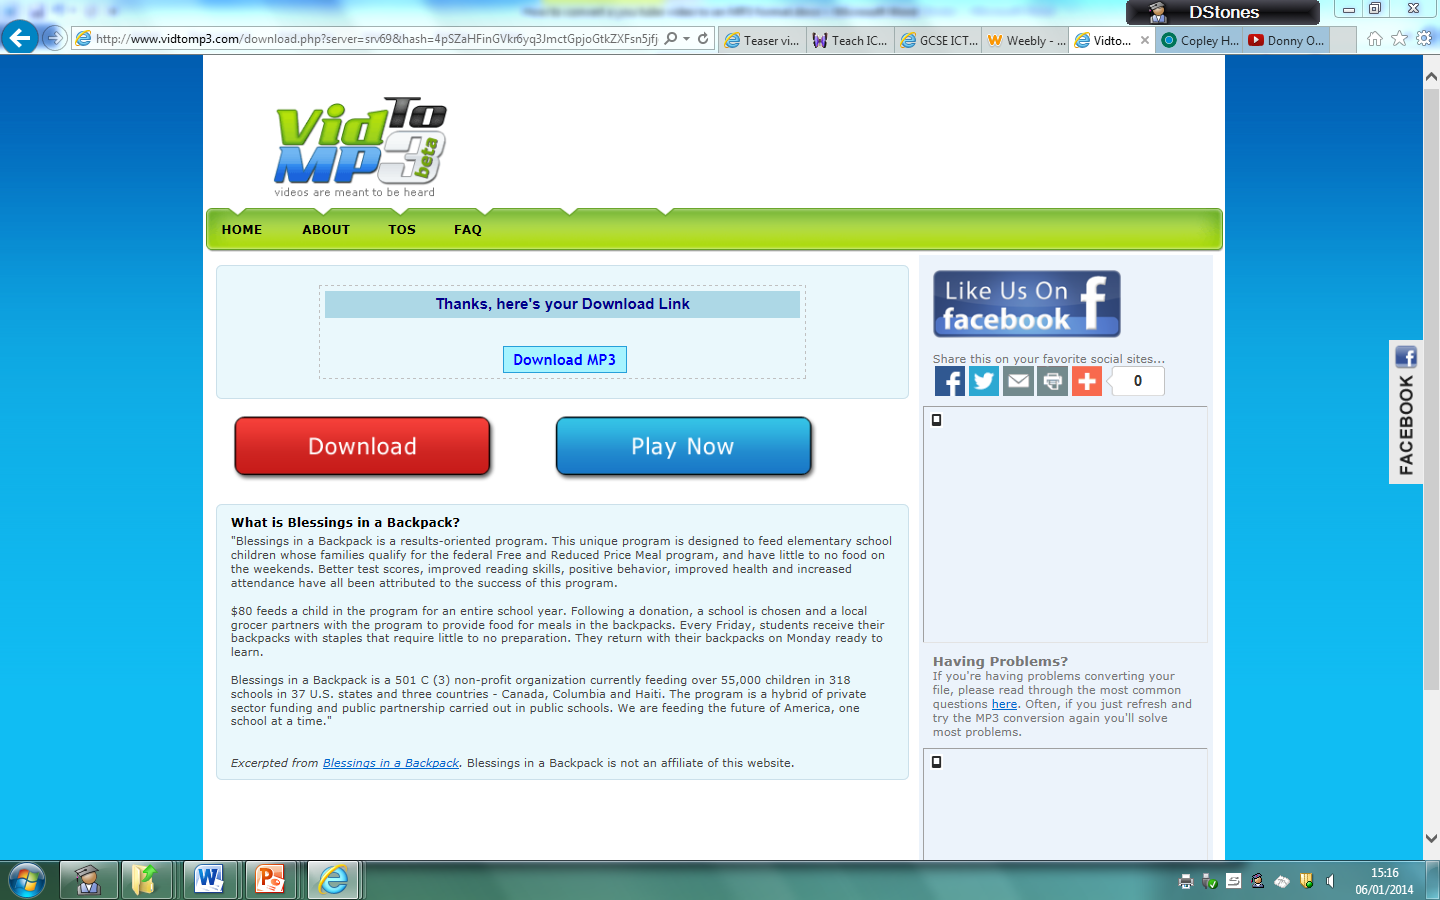 DStones
http://www.vidtomp3.com/download.php?server=srv69&hash=4pSZaHFinGVkr6yq3JmctGpjoGtkZXFsn5jfj
Teaser vi...
Teach IC...
GCSE ICT...
Weebly - ...
Vidto...
Copley H...
Donny O...
VidTo
MP3 beta
videos are meant to be heard
HOME ABOUT TOS FAQ
Thanks, here's your Download Link
Download MP3
Download
Play Now
What is Blessings in a Backpack?
"Blessings in a Backpack is a results-oriented program. This unique program is designed to feed elementary school
children whose families qualify for the federal Free and Reduced Price Meal program, and have little to no food on
the weekends. Better test scores, improved reading skills, positive behavior, improved health and increased
attendance have all been attributed to the success of this program.
$80 feeds a child in the program for an entire school year. Following a donation, a school is chosen and a local
grocer partners with the program to provide food for meals in the backpacks. Every Friday, students receive their
backpacks with staples that require little to no preparation. They return with their backpacks on Monday ready to
learn.
Blessings in a Backpack is a 501 C (3) non-profit organization currently feeding over 55,000 children in 318
schools in 37 U.S. states and three countries - Canada, Columbia and Haiti. The program is a hybrid of private
sector funding and public partnership carried out in public schools. We are feeding the future of America, one
school at a time."
Excerpted from Blessings in a Backpack. Blessings in a Backpack is not an affiliate of this website.
Like Us On
facebook
Share this on your favorite social sites...
0
Having Problems?
If you're having problems converting your
file, please read through the most common
questions here. Often, if you just refresh and
try the MP3 conversion again you'll solve
most problems.
FACEBOOK
15:16
06/01/2014